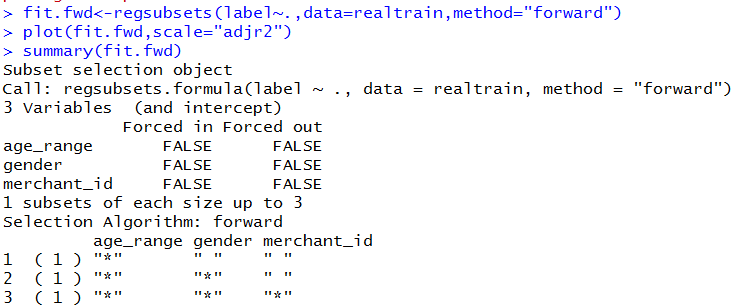 > fit.fwd<-regsubsets(label~.,data=realtrain,method="forward")
> plot(fit.fwd,scale="adjr2")
> summary(fit.fwd)
Subset selection object
Call: regsubsets.formula(label ~ ., data = realtrain, method = "forward")
3 Variables  (and intercept)
            Forced in Forced out
age_range       FALSE      FALSE
gender          FALSE      FALSE
merchant_id     FALSE      FALSE
1 subsets of each size up to 3
Selection Algorithm: forward
         age_range gender merchant_id
1  ( 1 ) "*"       " "    " "
2  ( 1 ) "*"       "*"    " "
3  ( 1 ) "*"       "*"    "*"